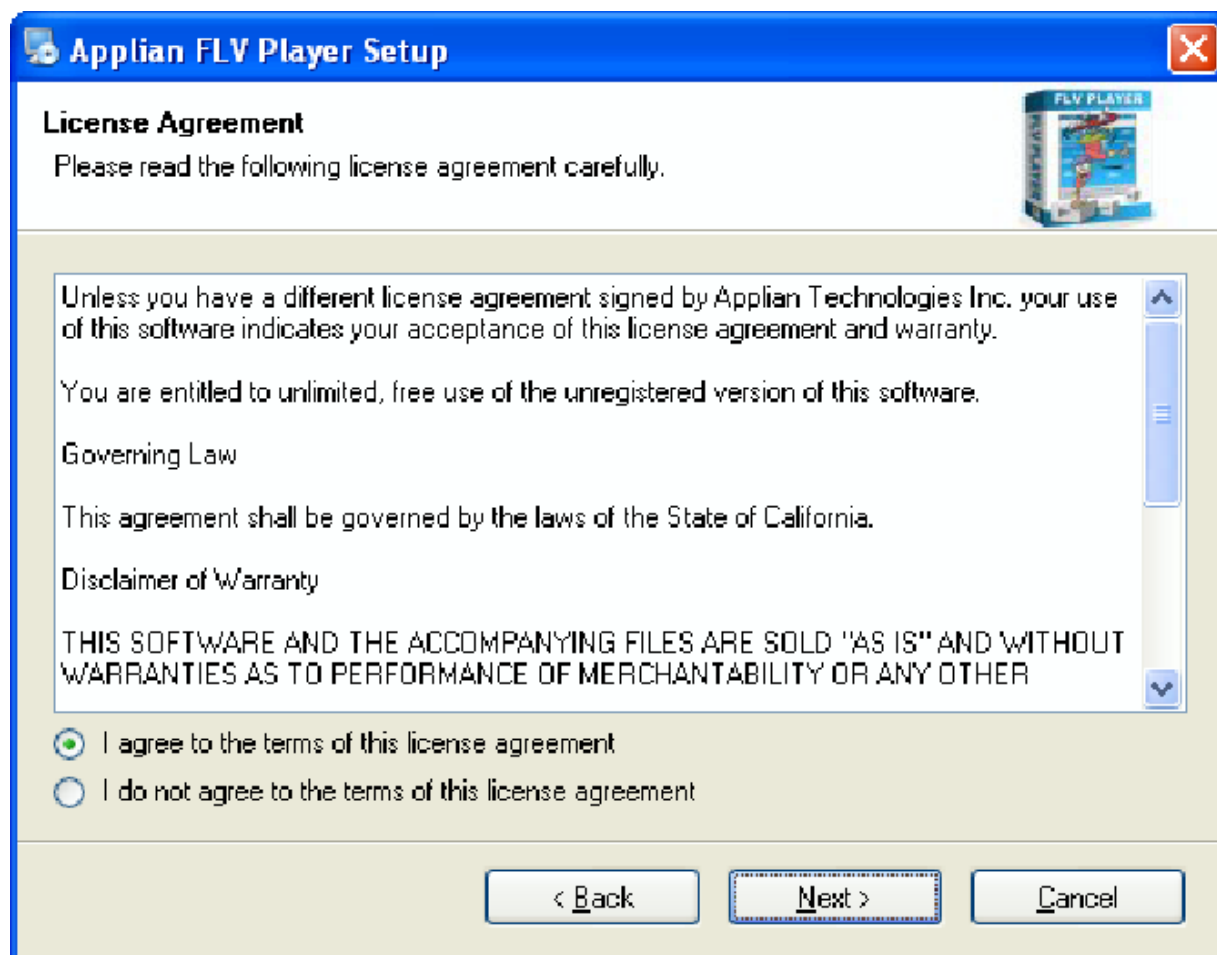 Applian FLV Player Setup
License Agreement
Please read the following license agreement carefully.
FLV PLAYER
Unless you have a different license agreement signed by Applian Technologies Inc. your use
of this software indicates your acceptance of this license agreement and warranty.
You are entitled to unlimited, free use of the unregistered version of this software.
Governing Law
This agreement shall be governed by the laws of the State of California.
Disclaimer of Warranty
THIS SOFTWARE AND THE ACCOMPANYING FILES ARE SOLD "AS IS" AND WITHOUT
WARRANTIES AS TO PERFORMANCE OF MERCHANTABILITY OR ANY OTHER
I agree to the terms of this license agreement
I do not agree to the terms of this license agreement
< Back
Next >
Cancel